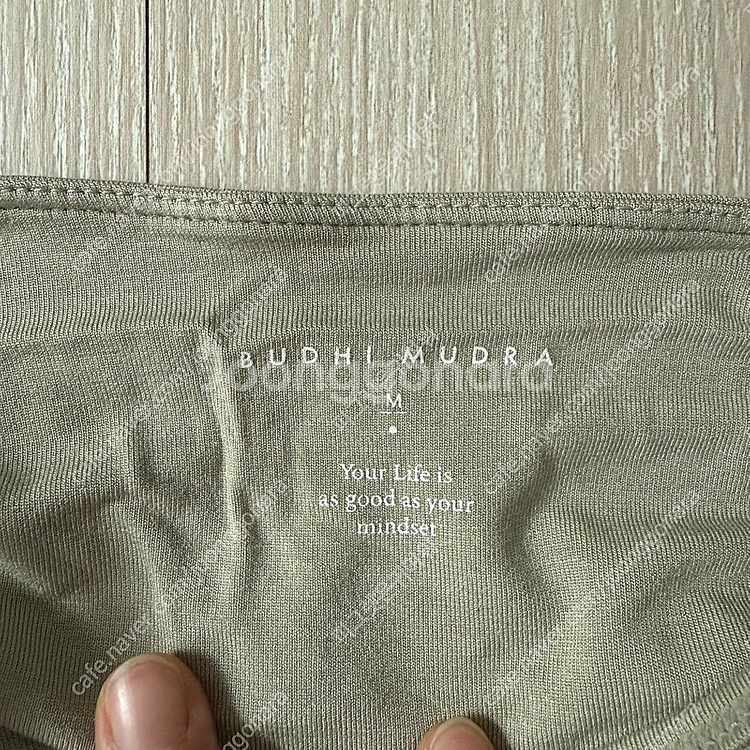 BUDHI MUDRA
Joonggonara
M
Your Life is
as good as your
mindset
cafe.naver.com/joonggonara